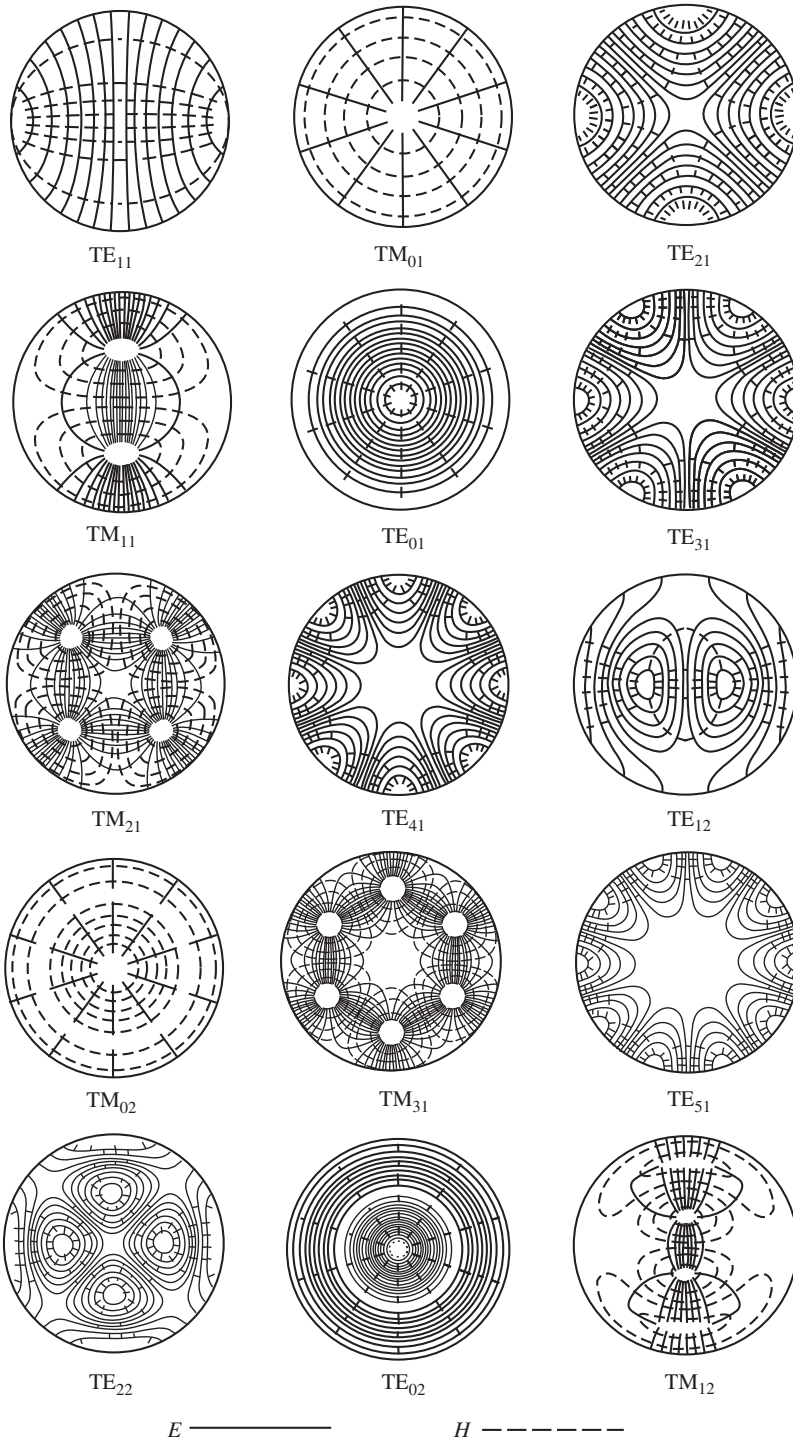 TE₁₁ TM₀₁ TE₂₁
TM₁₁ TE₀₁ TE₃₁
TM₂₁ TE₄₁ TE₁₂
TM₀₂ TM₃₁ TE₅₁
TE₂₂ TE₀₂ TM₁₂
E H